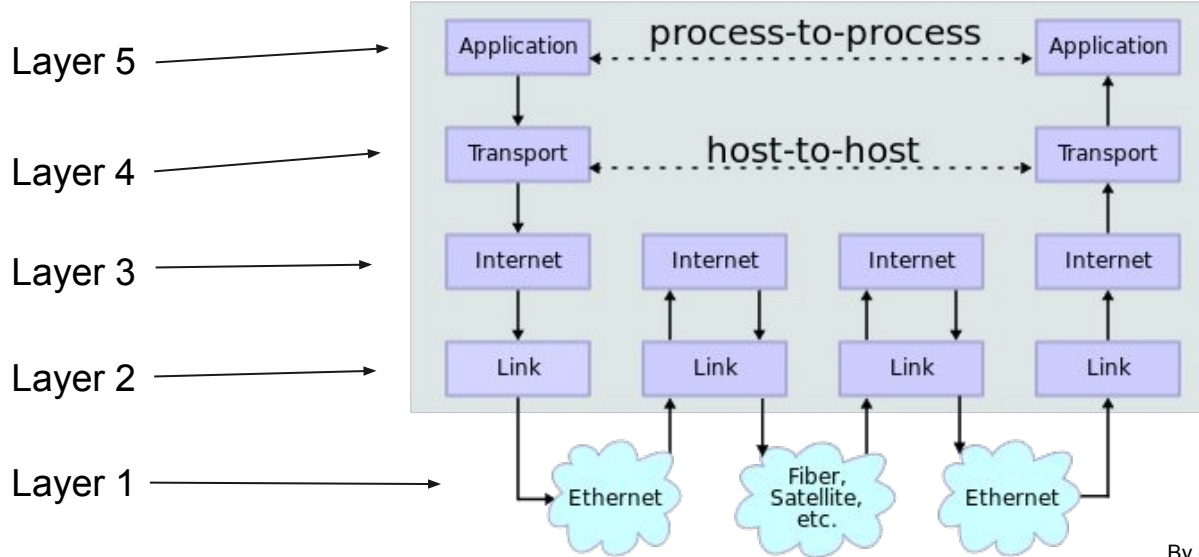 Layer 5
Application
process-to-process
Application
Layer 4
Transport
host-to-host
Transport
Layer 3
Internet
Internet
Internet
Internet
Layer 2
Link
Link
Link
Link
Layer 1
Ethernet
Fiber,
Satellite,
etc.
Ethernet
By